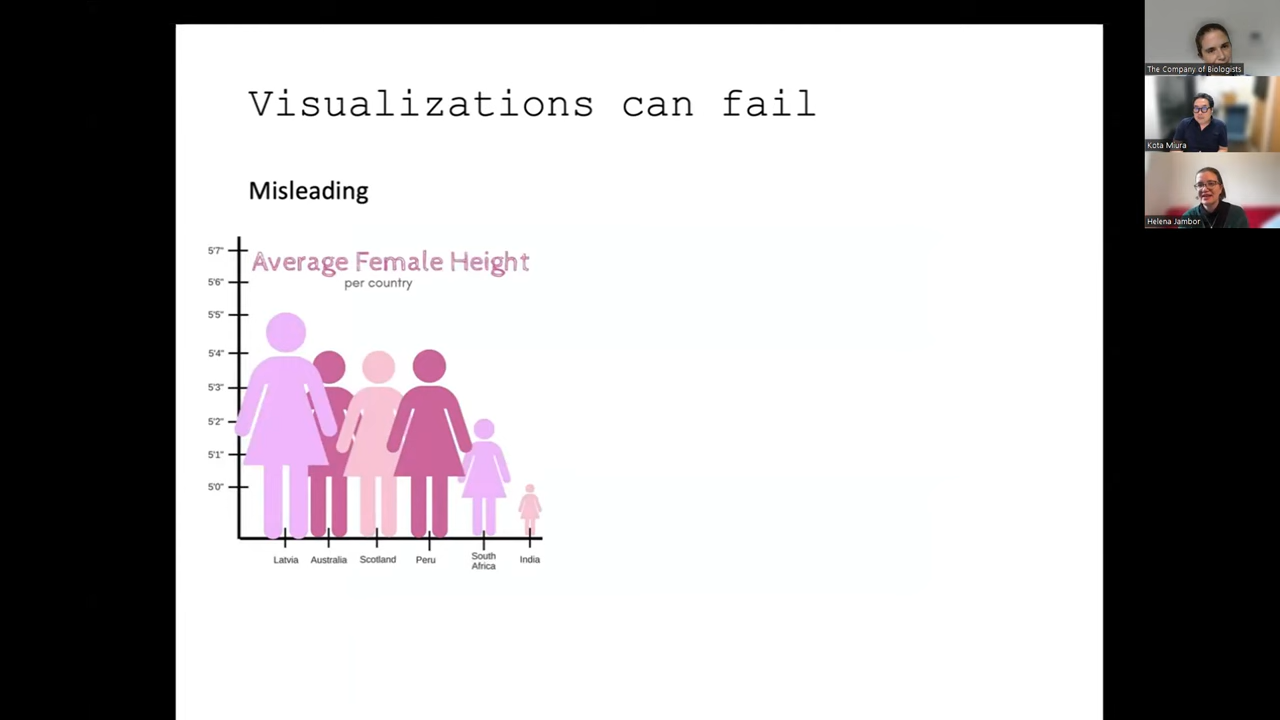 Visualizations can fail
Misleading
Average Female Height
per country
5'7"
5'6"
5'5"
5'4"
5'3"
5'2"
5'1"
5'0"
Latvia
Australia
Scotland
Peru
South
Africa
India
The Company of Biologists
Kota Miura
Helena Jambor